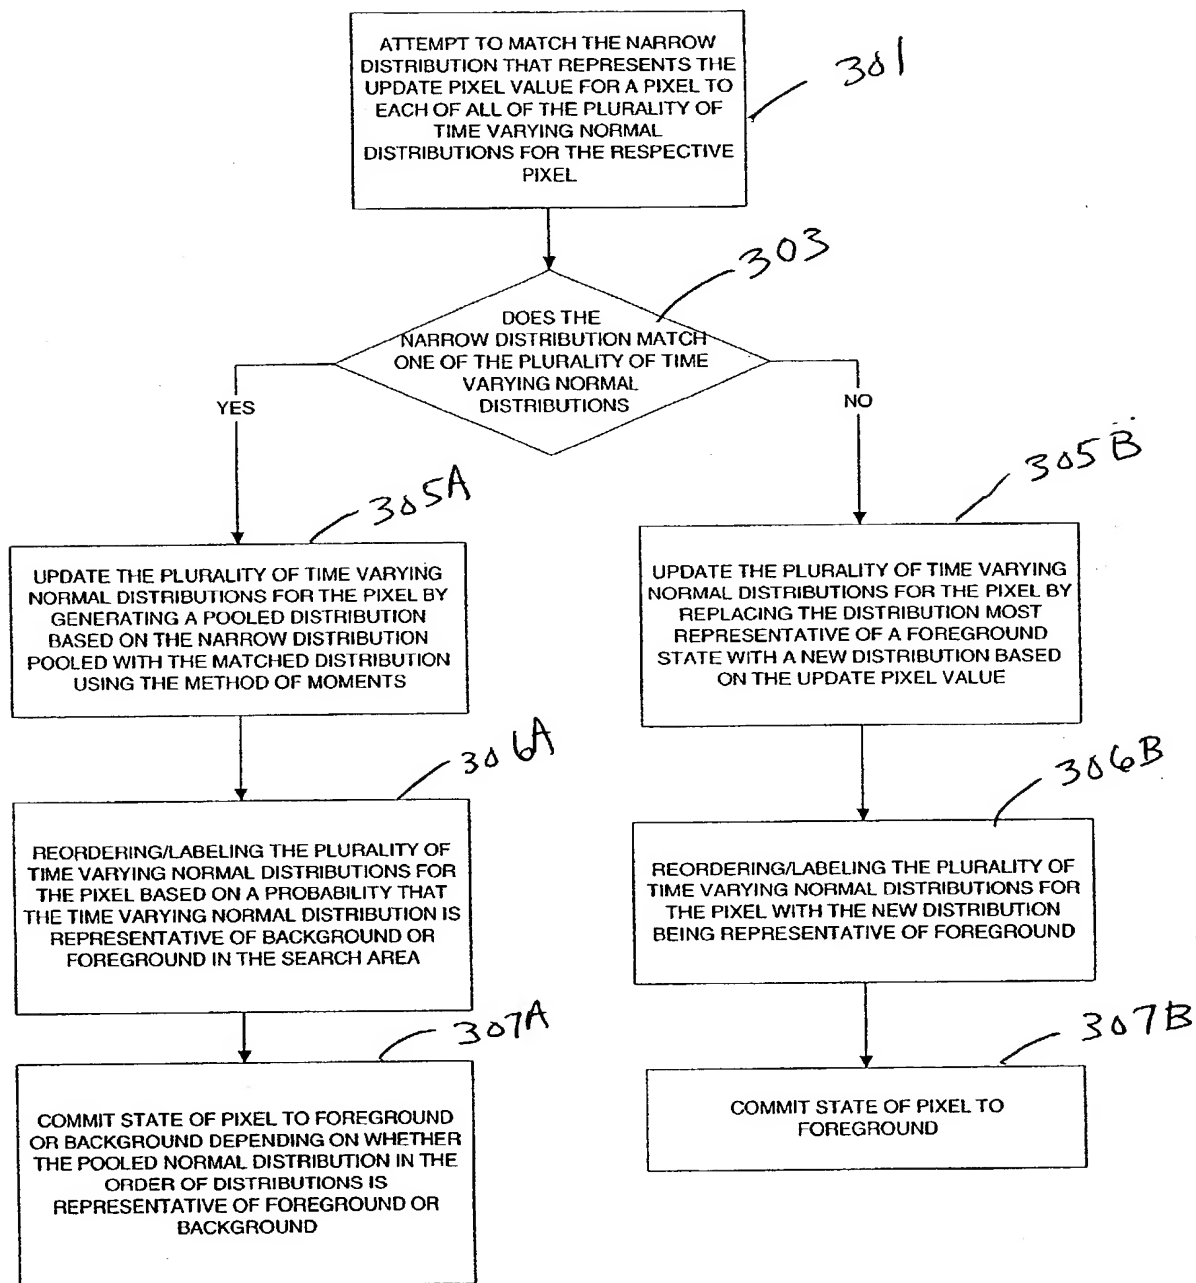 ATTEMPT TO MATCH THE NARROW
DISTRIBUTION THAT REPRESENTS THE
UPDATE PIXEL VALUE FOR A PIXEL TO
EACH OF ALL OF THE PLURALITY OF
TIME VARYING NORMAL
DISTRIBUTIONS FOR THE RESPECTIVE
PIXEL
301
303
DOES THE
NARROW DISTRIBUTION MATCH
ONE OF THE PLURALITY OF TIME
VARYING NORMAL
DISTRIBUTIONS
YES
NO
305A
UPDATE THE PLURALITY OF TIME VARYING
NORMAL DISTRIBUTIONS FOR THE PIXEL BY
GENERATING A POOLED DISTRIBUTION
BASED ON THE NARROW DISTRIBUTION
POOLED WITH THE MATCHED DISTRIBUTION
USING THE METHOD OF MOMENTS
305B
UPDATE THE PLURALITY OF TIME VARYING
NORMAL DISTRIBUTIONS FOR THE PIXEL BY
REPLACING THE DISTRIBUTION MOST
REPRESENTATIVE OF A FOREGROUND
STATE WITH A NEW DISTRIBUTION BASED
ON THE UPDATE PIXEL VALUE
306A
REORDERING/LABELING THE PLURALITY OF
TIME VARYING NORMAL DISTRIBUTIONS FOR
THE PIXEL BASED ON A PROBABILITY THAT
THE TIME VARYING NORMAL DISTRIBUTION IS
REPRESENTATIVE OF BACKGROUND OR
FOREGROUND IN THE SEARCH AREA
306B
REORDERING/LABELING THE PLURALITY OF
TIME VARYING NORMAL DISTRIBUTIONS FOR
THE PIXEL WITH THE NEW DISTRIBUTION
BEING REPRESENTATIVE OF FOREGROUND
307A
COMMIT STATE OF PIXEL TO FOREGROUND
OR BACKGROUND DEPENDING ON WHETHER
THE POOLED NORMAL DISTRIBUTION IN THE
ORDER OF DISTRIBUTIONS IS
REPRESENTATIVE OF FOREGROUND OR
BACKGROUND
307B
COMMIT STATE OF PIXEL TO
FOREGROUND